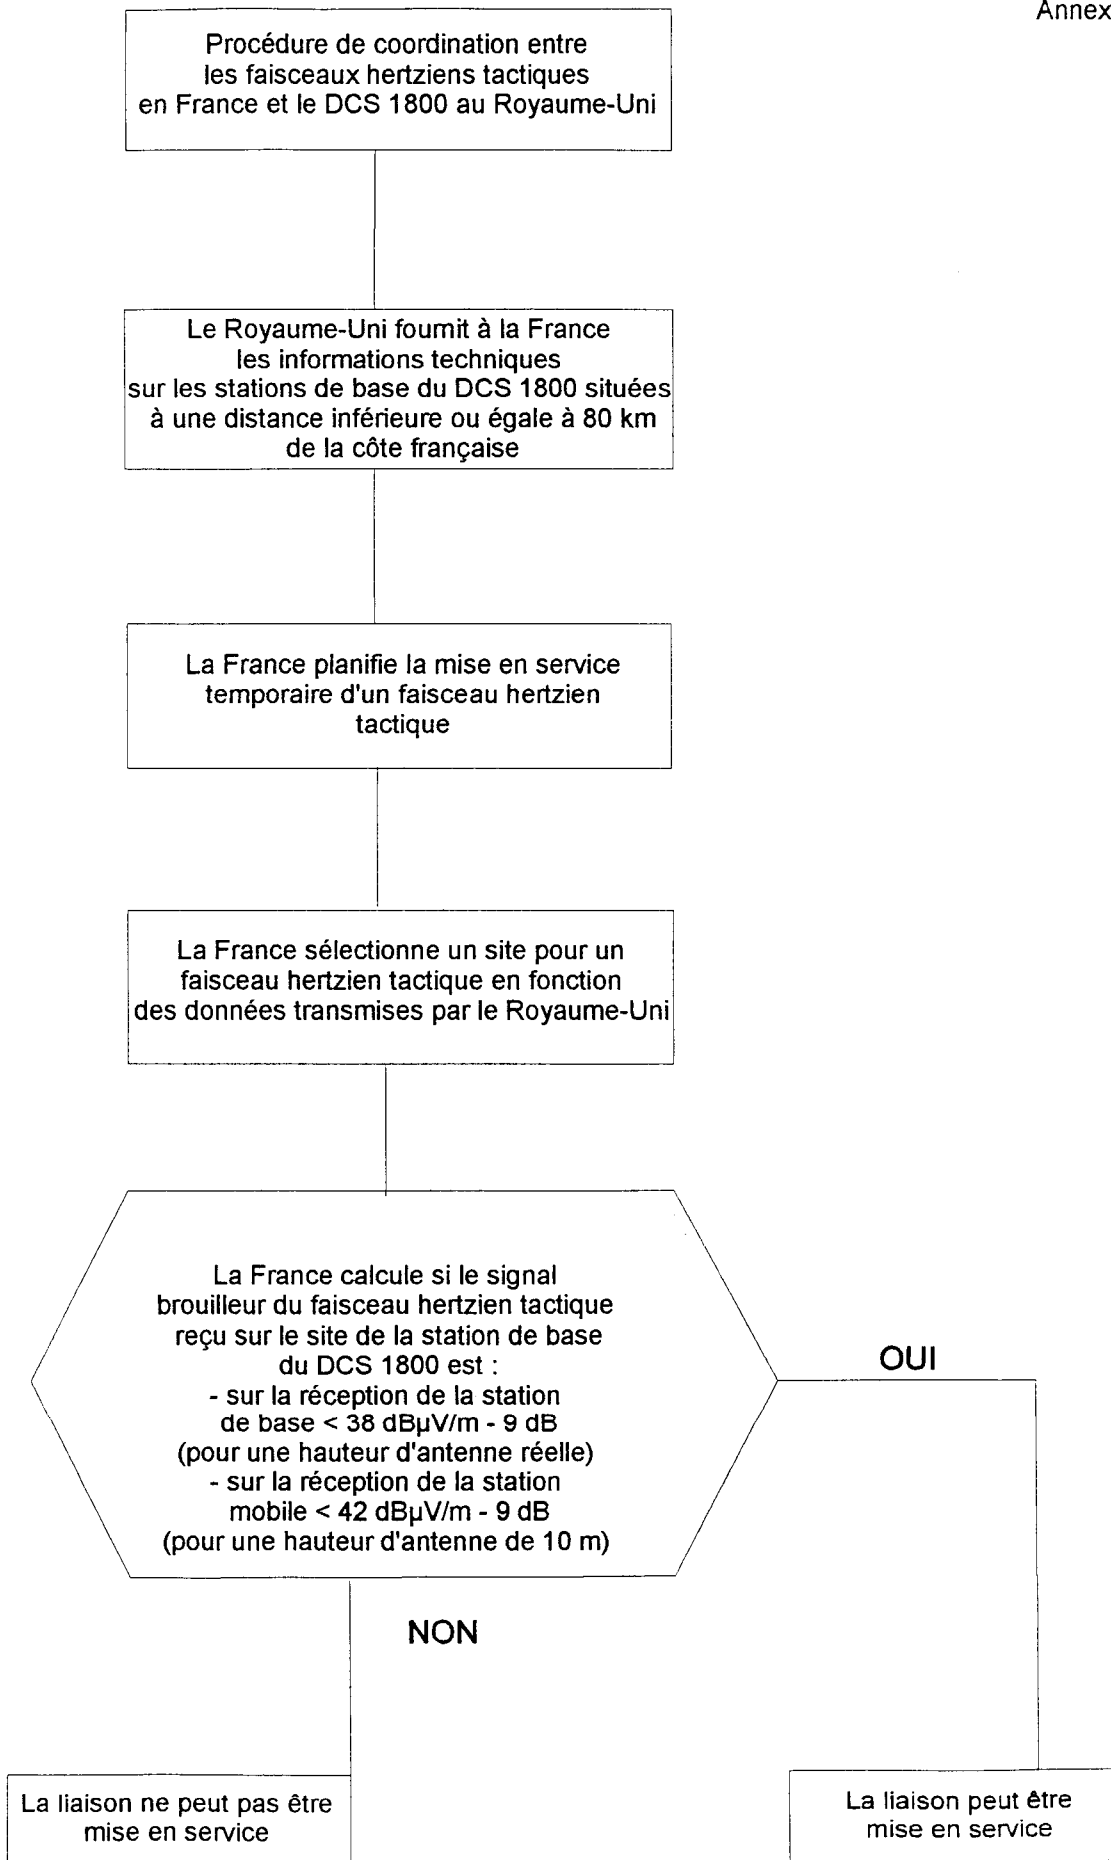 Annex
Procédure de coordination entre
les faisceaux hertziens tactiques
en France et le DCS 1800 au Royaume-Uni
Le Royaume-Uni fournit à la France
les informations techniques
sur les stations de base du DCS 1800 situées
à une distance inférieure ou égale à 80 km
de la côte française
La France planifie la mise en service
temporaire d'un faisceau hertzien
tactique
La France sélectionne un site pour un
faisceau hertzien tactique en fonction
des données transmises par le Royaume-Uni
La France calcule si le signal
brouilleur du faisceau hertzien tactique
reçu sur le site de la station de base
du DCS 1800 est :
- sur la réception de la station
de base < 38 dBµV/m - 9 dB
(pour une hauteur d'antenne réelle)
- sur la réception de la station
mobile < 42 dBµV/m - 9 dB
(pour une hauteur d'antenne de 10 m)
OUI
NON
La liaison ne peut pas être
mise en service
La liaison peut être
mise en service